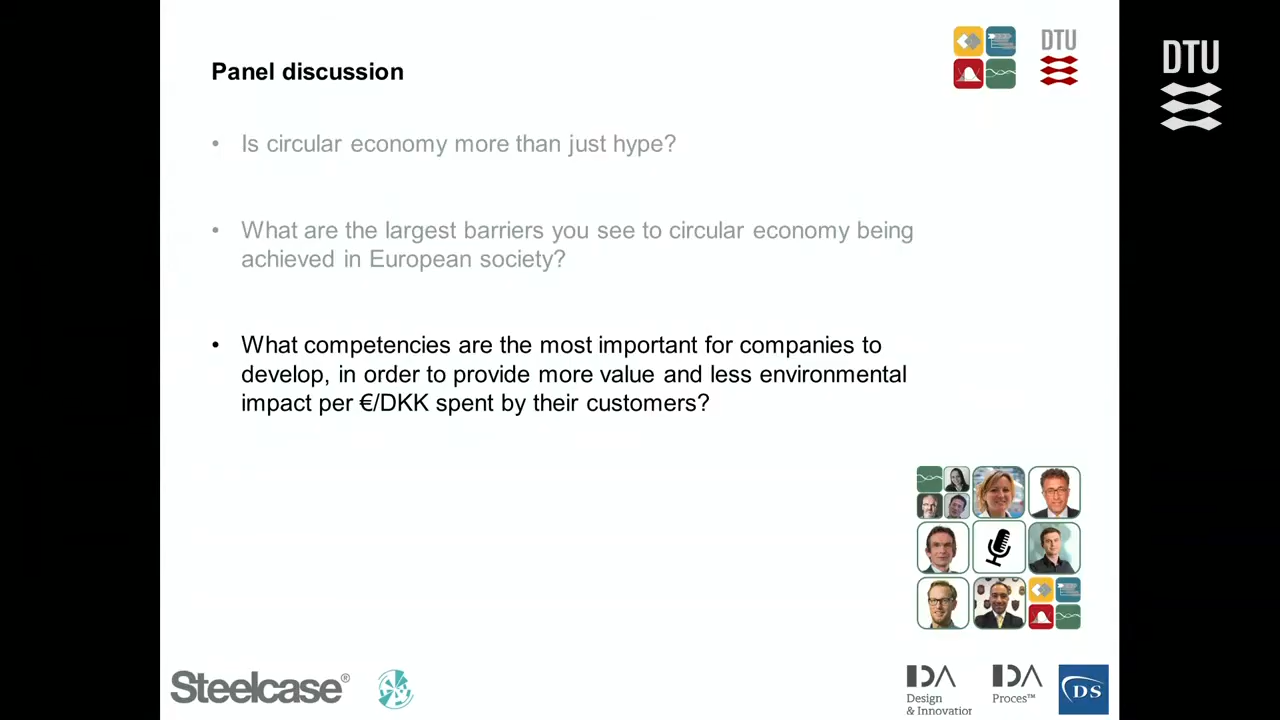 DTU
DTU
Panel discussion
• Is circular economy more than just hype?
• What are the largest barriers you see to circular economy being
achieved in European society?
• What competencies are the most important for companies to
develop, in order to provide more value and less environmental
impact per €/DKK spent by their customers?
Steelcase®
IDA
Design
& Innovation
IDA
Proces™
DS